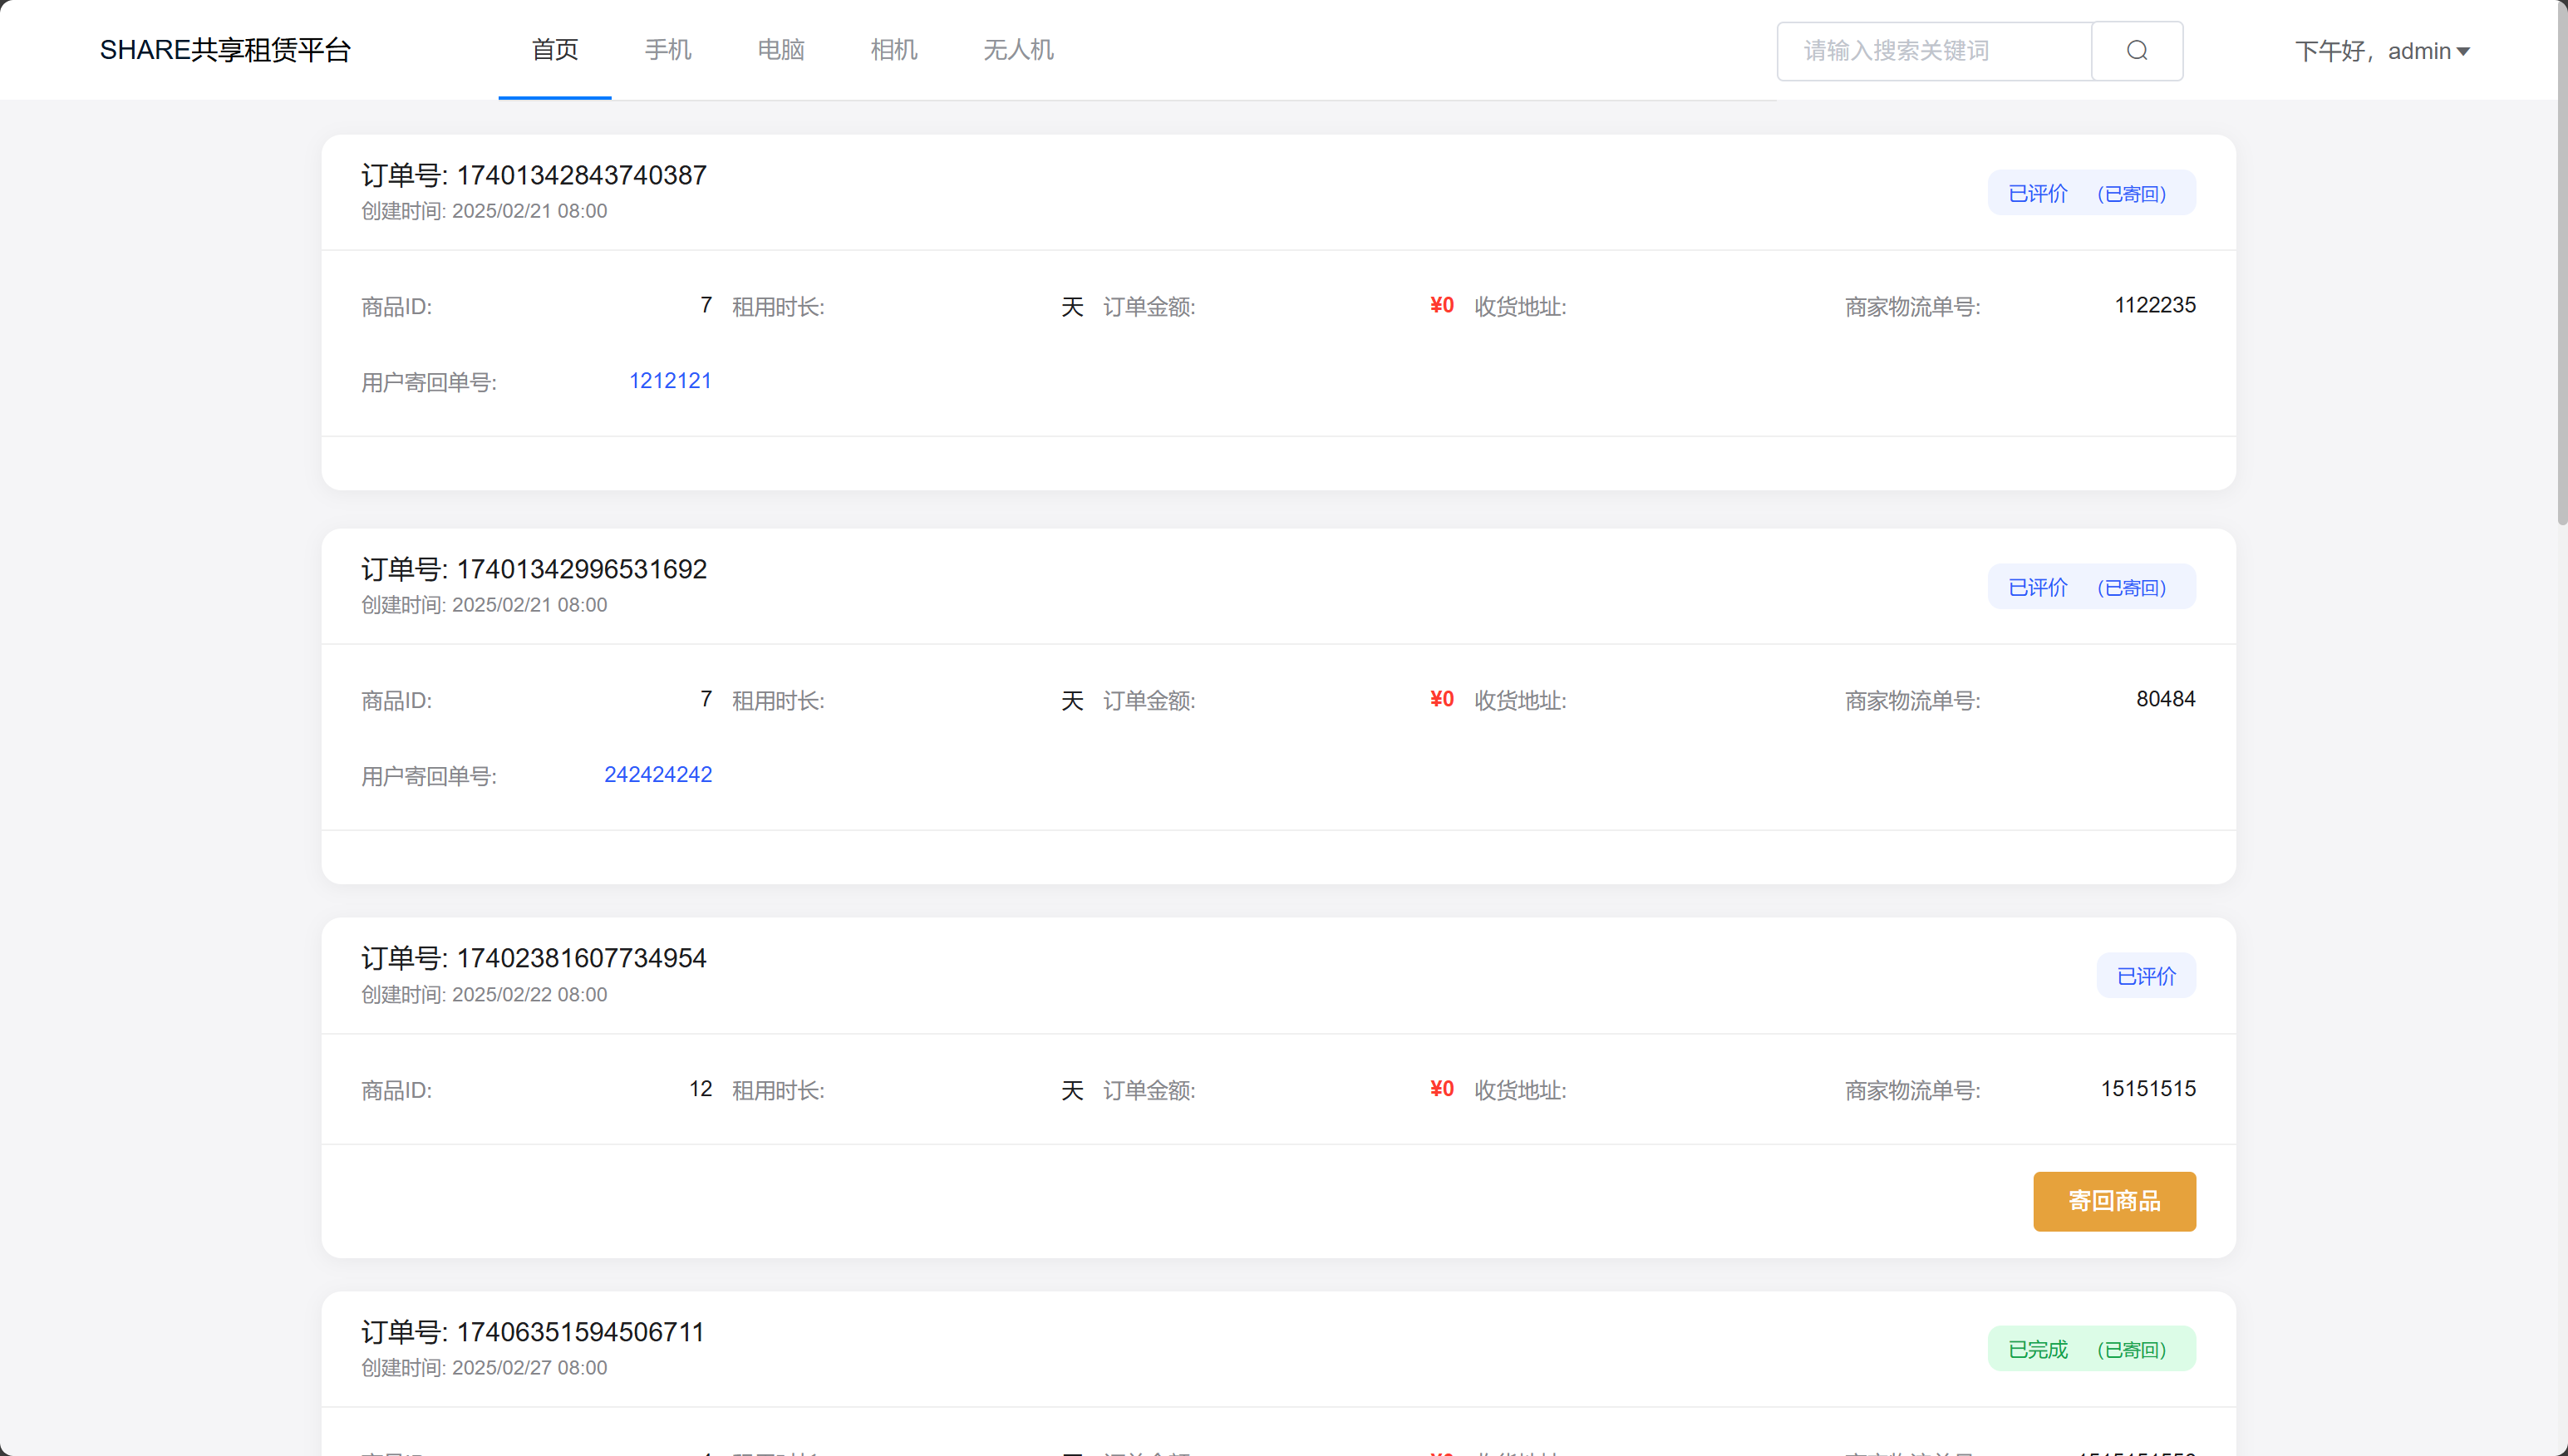 SHARE共享租赁平台 首页 手机 电脑 相机 无人机 请输入搜索关键词 下午好，admin
订单号: 17401342843740387
创建时间: 2025/02/21 08:00
已评价 （已寄回）
商品ID: 7 租用时长: 天 订单金额: ¥0 收货地址: 商家物流单号: 1122235
用户寄回单号: 1212121
订单号: 17401342996531692
创建时间: 2025/02/21 08:00
已评价 （已寄回）
商品ID: 7 租用时长: 天 订单金额: ¥0 收货地址: 商家物流单号: 80484
用户寄回单号: 242424242
订单号: 17402381607734954
创建时间: 2025/02/22 08:00
已评价
商品ID: 12 租用时长: 天 订单金额: ¥0 收货地址: 商家物流单号: 15151515
寄回商品
订单号: 17406351594506711
创建时间: 2025/02/27 08:00
已完成 （已寄回）